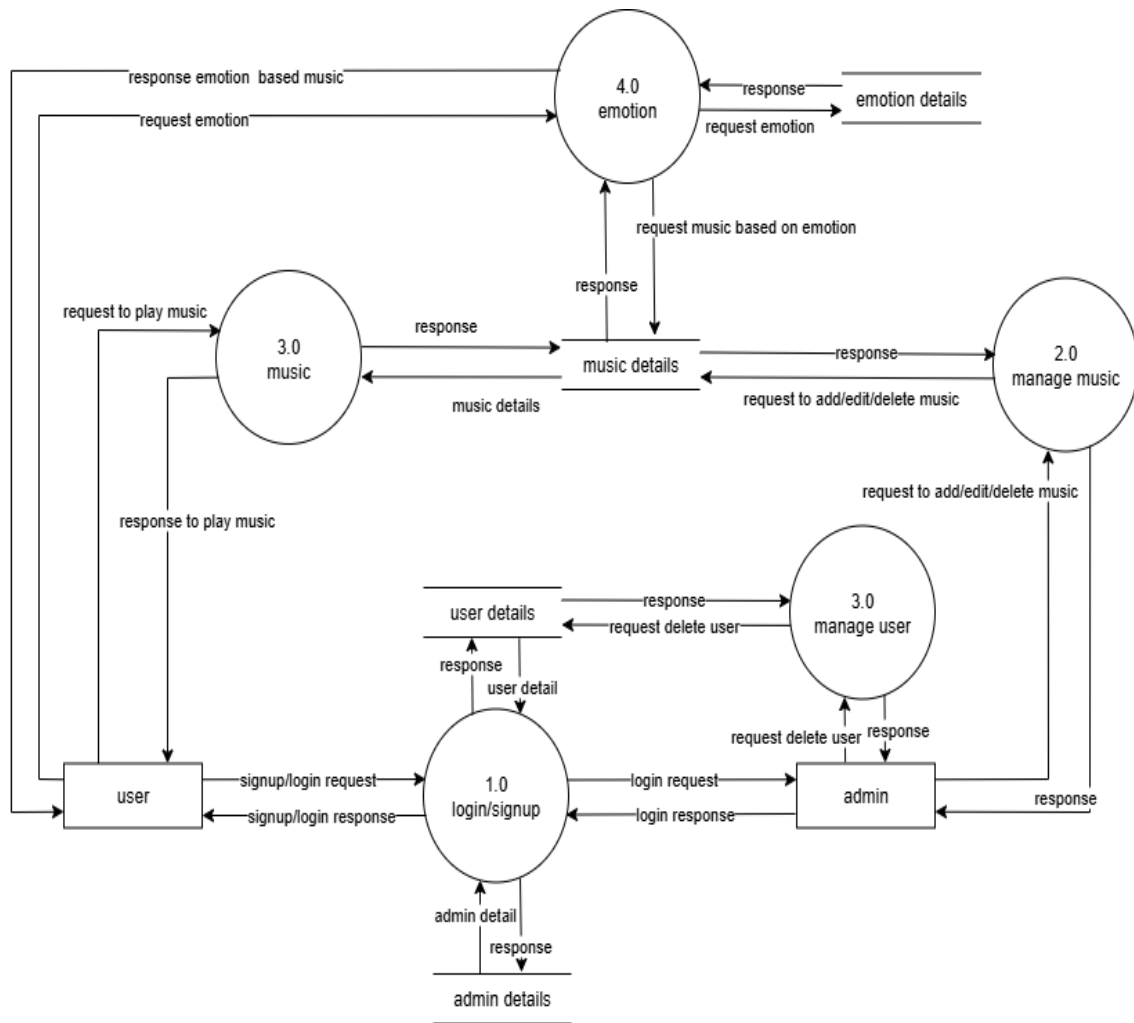 response emotion  based music
4.0
emotion
response
emotion details
request emotion
request emotion
request music based on emotion
response
request to play music
3.0
music
response
music details
response
2.0
manage music
music details
request to add/edit/delete music
request to add/edit/delete music
response to play music
user details
response
request delete user
3.0
manage user
response
user detail
request delete user
response
user
signup/login request
signup/login response
1.0
login/signup
login request
login response
admin
response
admin detail
response
admin details